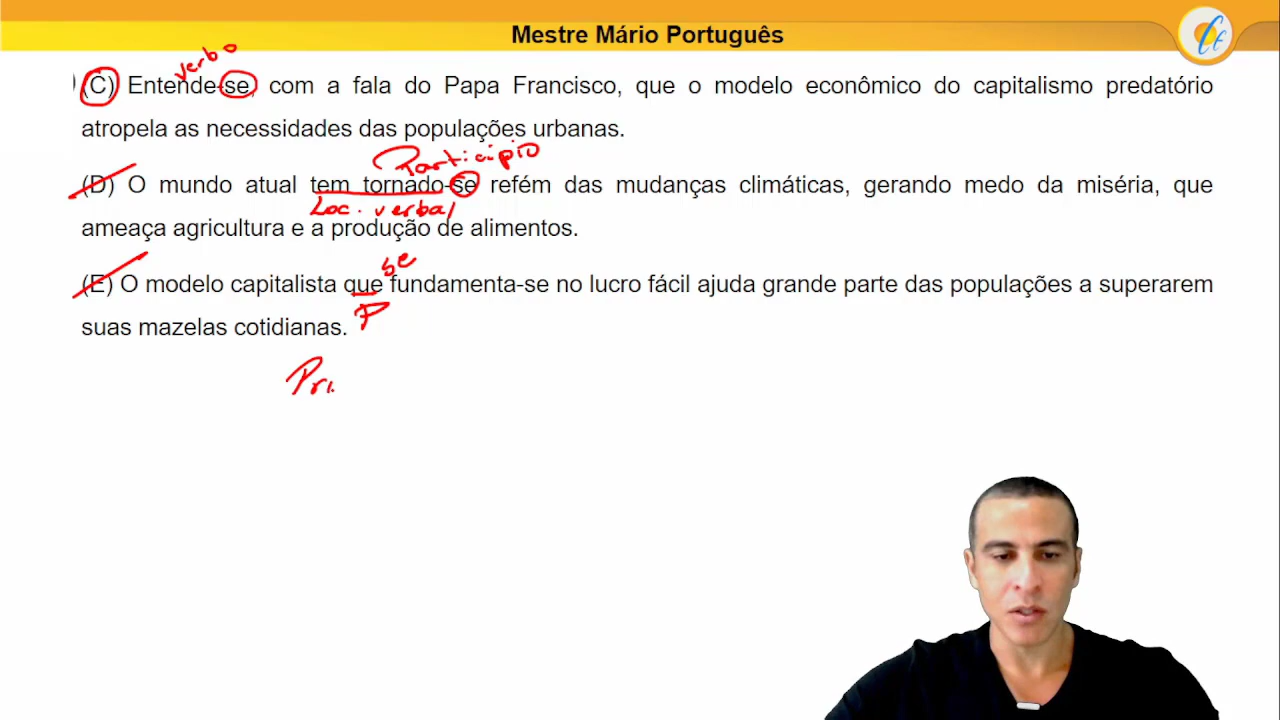 Mestre Mário Português
verbo
(C) Entende-se, com a fala do Papa Francisco, que o modelo econômico do capitalismo predatório
atropela as necessidades das populações urbanas.
Particípio
(D) O mundo atual tem tornado-se refém das mudanças climáticas, gerando medo da miséria, que
Loc. verbal
ameaça agricultura e a produção de alimentos.
se
(E) O modelo capitalista que fundamenta-se no lucro fácil ajuda grande parte das populações a superarem
P
suas mazelas cotidianas.
Pri